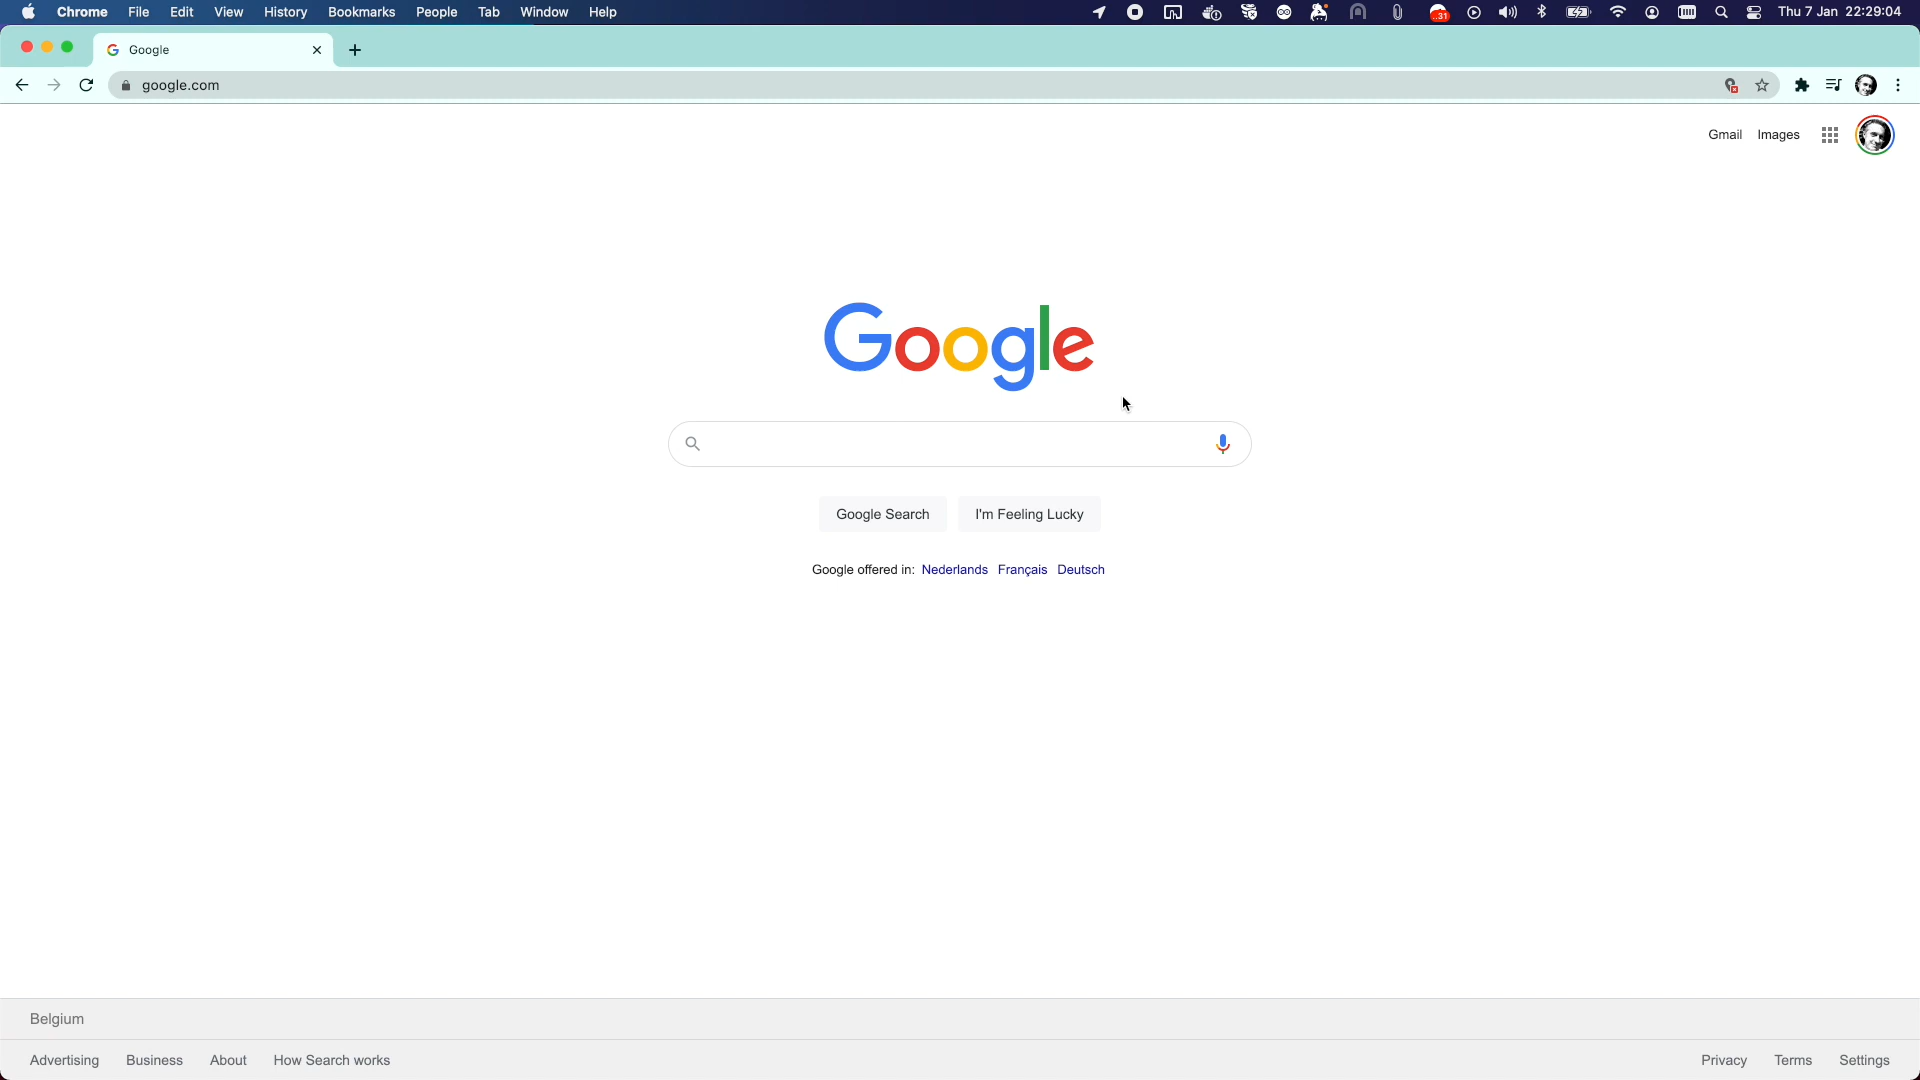 Chrome File Edit View History Bookmarks People Tab Window Help 31 Thu 7 Jan 22:29:04
Google
google.com
Gmail Images
Google
Google Search I'm Feeling Lucky
Google offered in: Nederlands Français Deutsch
Belgium
Advertising Business About How Search works Privacy Terms Settings